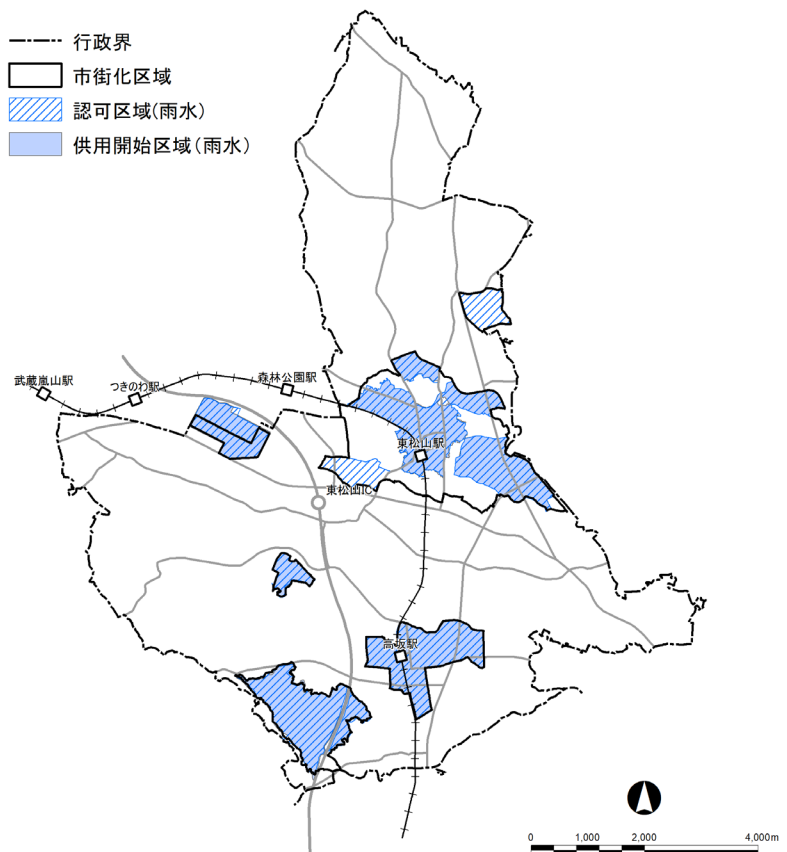 行政界
市街化区域
認可区域(雨水)
供用開始区域(雨水)
武蔵嵐山駅
つきのわ駅
森林公園駅
東松山駅
東松山IC
高坂駅
0 1,000 2,000 4,000m